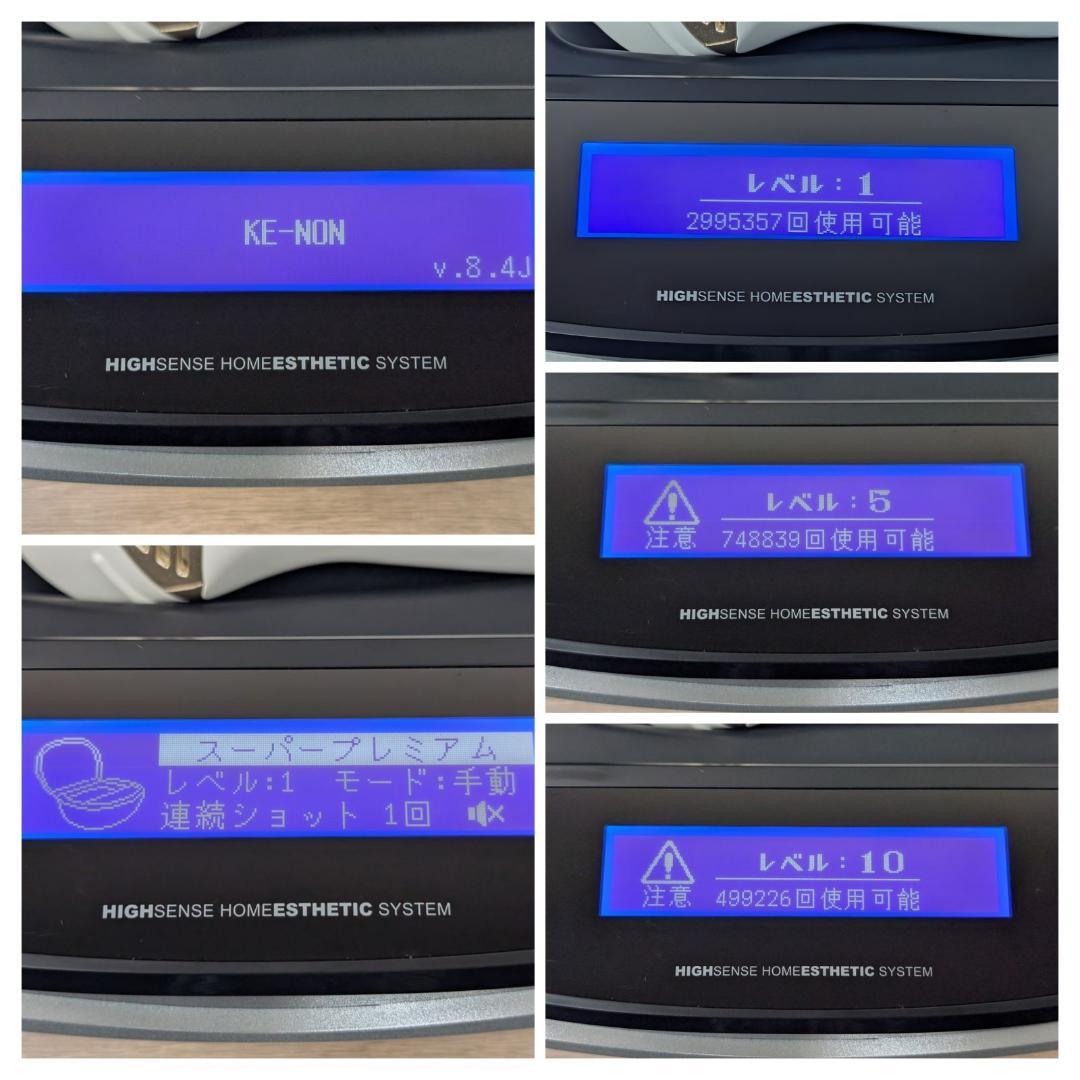 KE-NON
v.8.4J
HIGHSENSE HOMEESTHETIC SYSTEM
スーパープレミアム
レベル:1 モード:手動
連続ショット 1回
HIGHSENSE HOMEESTHETIC SYSTEM
レベル:1
2995357回使用可能
HIGHSENSE HOMEESTHETIC SYSTEM
レベル:5
注意 748839回使用可能
HIGHSENSE HOMEESTHETIC SYSTEM
レベル:10
注意 499226回使用可能
HIGHSENSE HOMEESTHETIC SYSTEM